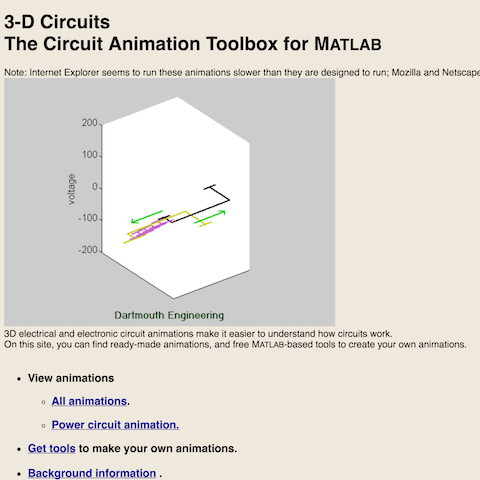 3-D Circuits
The Circuit Animation Toolbox for MATLAB
Note: Internet Explorer seems to run these animations slower than they are designed to run; Mozilla and Netscape
200
100
0
-100
-200
voltage
Dartmouth Engineering
3D electrical and electronic circuit animations make it easier to understand how circuits work.
On this site, you can find ready-made animations, and free MATLAB-based tools to create your own animations.
View animations
All animations.
Power circuit animation.
Get tools to make your own animations.
Background information .